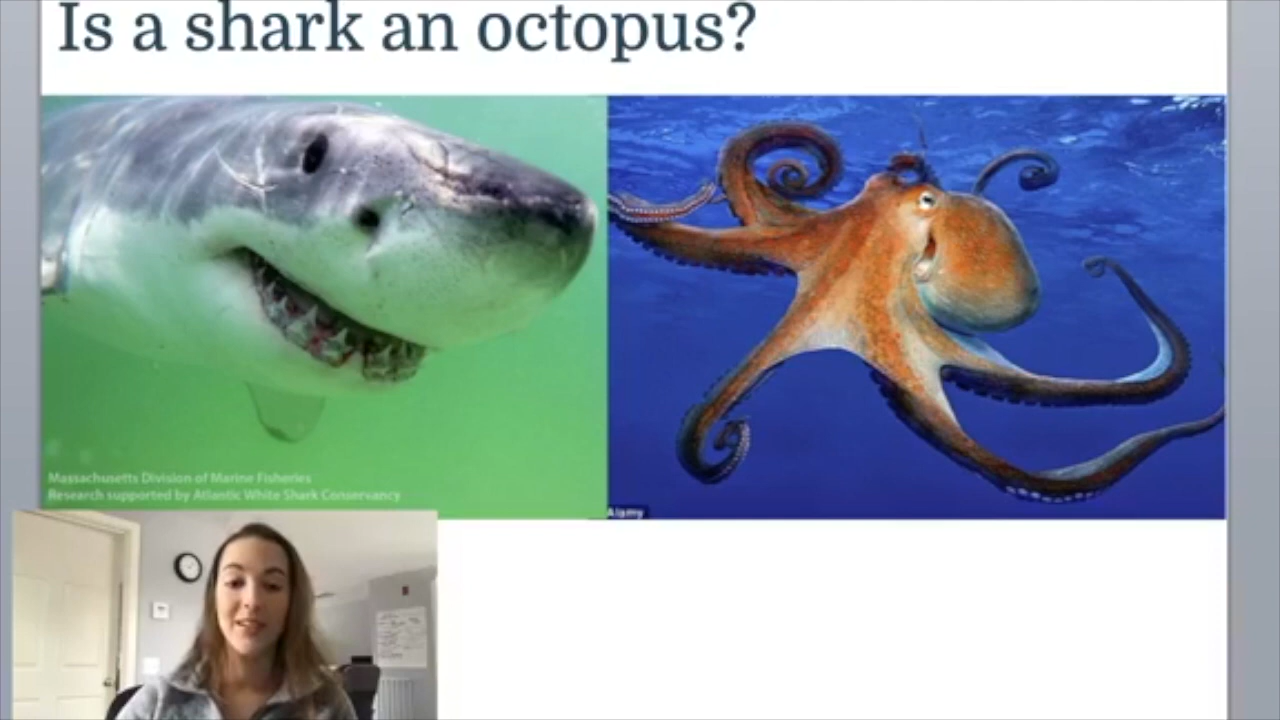 Is a shark an octopus?
Massachusetts Division of Marine Fisheries
Research supported by Atlantic White Shark Conservancy
Alamy